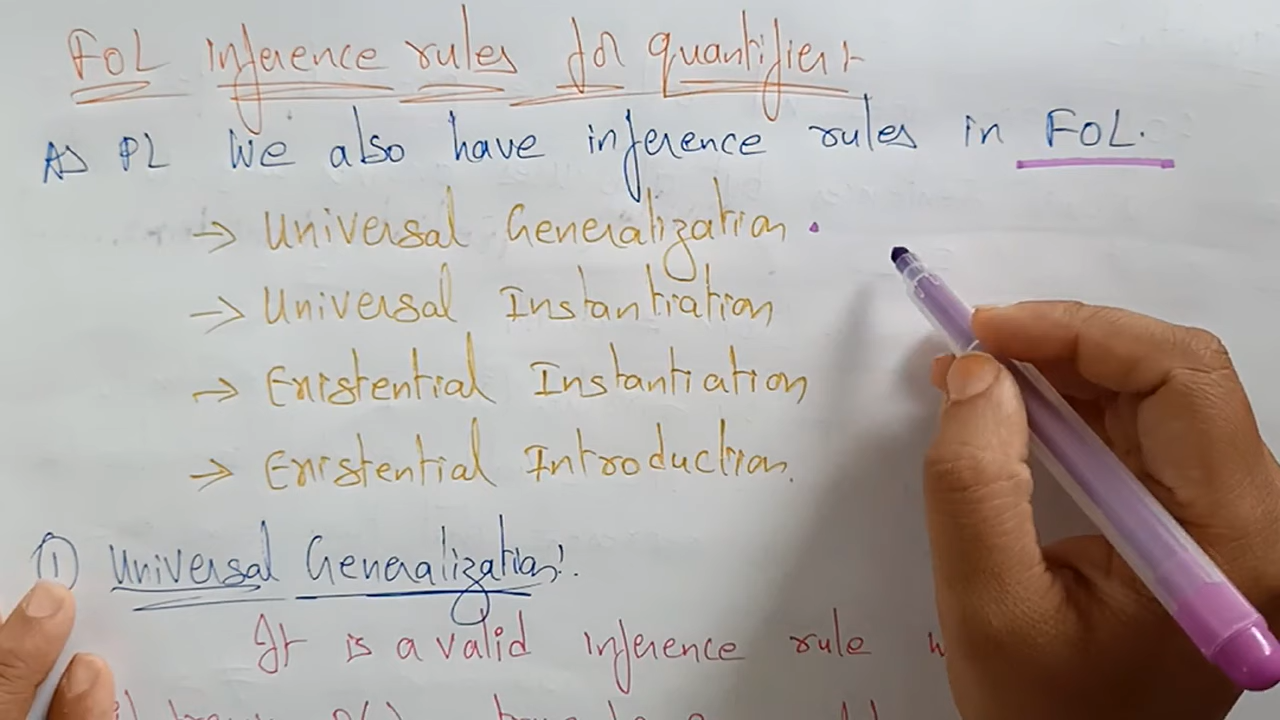 FOL inference rules for quantifier
As PL We also have inference rules in FOL.
→ Universal Generalization .
→ Universal Instantiation
→ Existential Instantiation
→ Existential Introduction.
① Universal Generalization:.
It is a valid inference rule